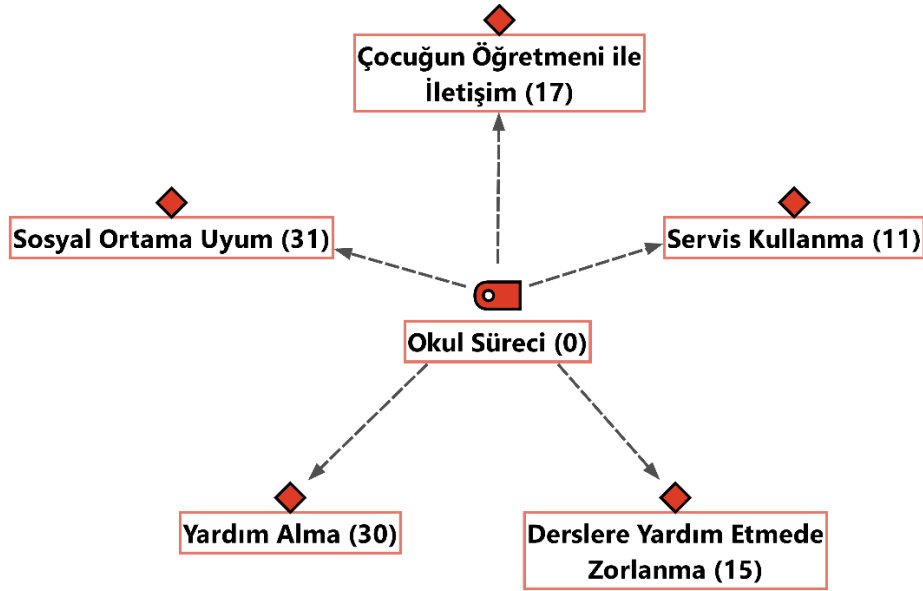 Çocuğun Öğretmeni ile
İletişim (17)
Sosyal Ortama Uyum (31)
Servis Kullanma (11)
Okul Süreci (0)
Yardım Alma (30)
Derslere Yardım Etmede
Zorlanma (15)